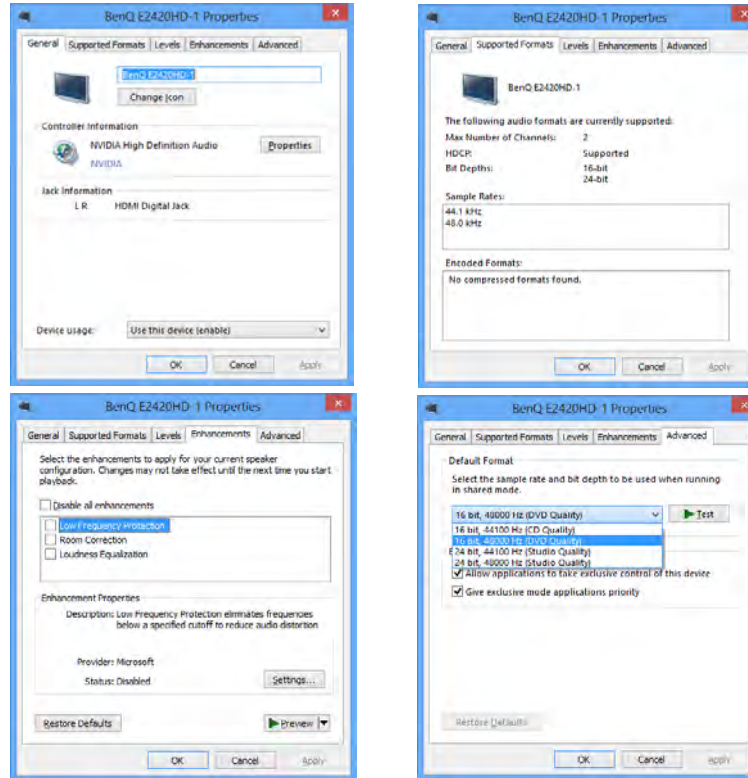 BenQ E2420HD-1 Properties
General Supported Formats Levels Enhancements Advanced
BenQ E2420HD-1
Change Icon
Controller Information
NVIDIA High Definition Audio Properties
NVIDIA
Jack Information
L R HDMI Digital Jack
Device usage: Use this device (enable)
OK Cancel Apply
BenQ E2420HD-1 Properties
General Supported Formats Levels Enhancements Advanced
BenQ E2420HD-1
The following audio formats are currently supported:
Max Number of Channels: 2
HDCP: Supported
Bit Depths: 16-bit
24-bit
Sample Rates:
44.1 kHz
48.0 kHz
Encoded Formats:
No compressed formats found.
OK Cancel Apply
BenQ E2420HD-1 Properties
General Supported Formats Levels Enhancements Advanced
Select the enhancements to apply for your current speaker
configuration. Changes may not take effect until the next time you start
playback.
Disable all enhancements
Low Frequency Protection
Room Correction
Loudness Equalization
Enhancement Properties
Description: Low Frequency Protection eliminates frequencies
below a specified cutoff to reduce audio distortion
Provider: Microsoft
Status: Disabled Settings...
Restore Defaults Preview
OK Cancel Apply
BenQ E2420HD-1 Properties
General Supported Formats Levels Enhancements Advanced
Default Format
Select the sample rate and bit depth to be used when running
in shared mode.
16 bit, 48000 Hz (DVD Quality) Test
16 bit, 44100 Hz (CD Quality)
16 bit, 48000 Hz (DVD Quality)
24 bit, 44100 Hz (Studio Quality)
24 bit, 48000 Hz (Studio Quality)
Allow applications to take exclusive control of this device
Give exclusive mode applications priority
Restore Defaults
OK Cancel Apply